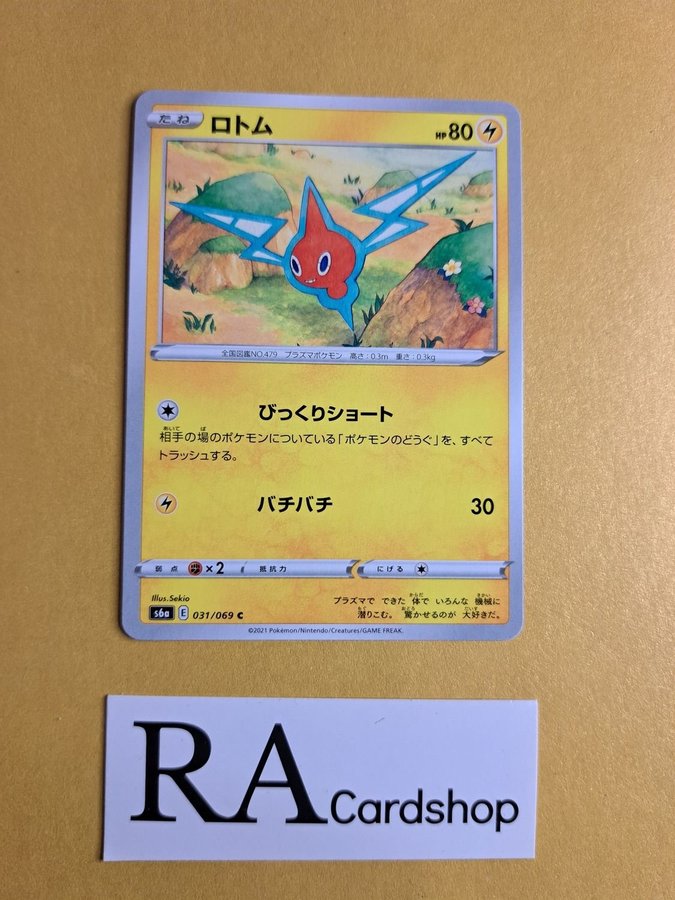 たね ロトム HP 80
全国図鑑NO.479 プラズマポケモン 高さ:0.3m 重さ:0.3kg
びっくりショート
相手の場のポケモンについている「ポケモンのどうぐ」を、すべて
トラッシュする。
バチバチ 30
弱点 ×2 抵抗力 にげる
Illus.Sekio
プラズマで できた 体で いろんな 機械に
潜りこむ。 驚かせるのが 大好きだ。
s6a E 031/069 C
©2021 Pokémon/Nintendo/Creatures/GAME FREAK.
RA Cardshop